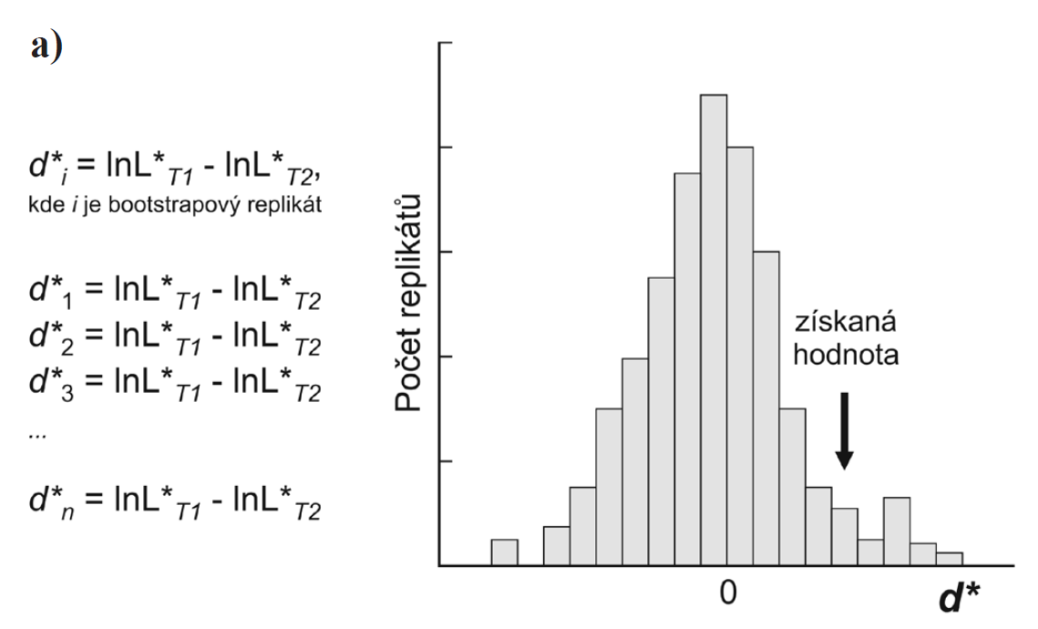 a)
d*i = lnL*T1 - lnL*T2,
kde i je bootstrapový replikát
d*1 = lnL*T1 - lnL*T2
d*2 = lnL*T1 - lnL*T2
d*3 = lnL*T1 - lnL*T2
...
d*n = lnL*T1 - lnL*T2
Počet replikátů
získaná
hodnota
0
d*